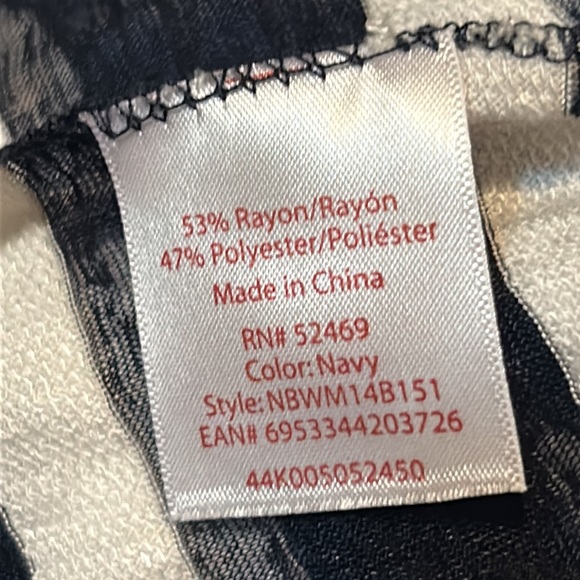 53% Rayon/Rayón
47% Polyester/Poliéster
Made in China
RN# 52469
Color: Navy
Style: NBWM14B151
EAN# 6953344203726
44K005052450